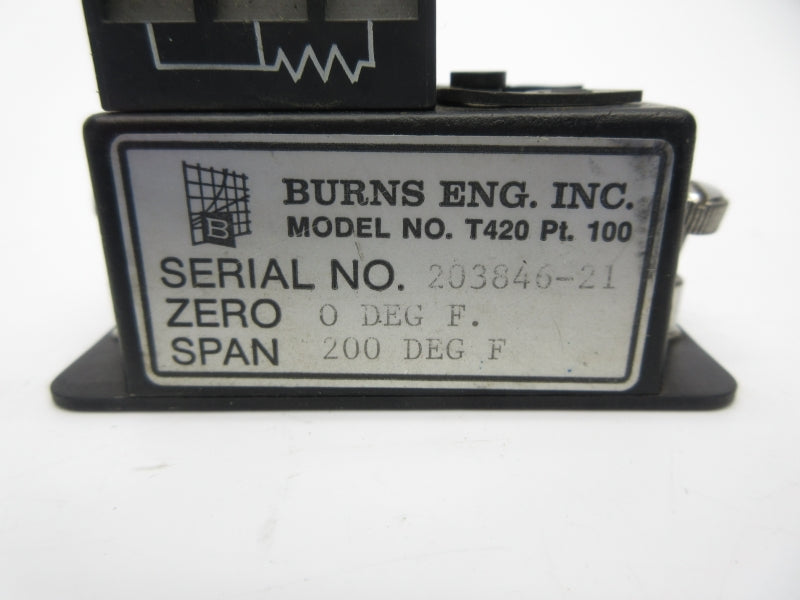 BURNS ENG. INC.
MODEL NO. T420 Pt. 100
B
SERIAL NO. 203846-21
ZERO 0 DEG F.
SPAN 200 DEG F